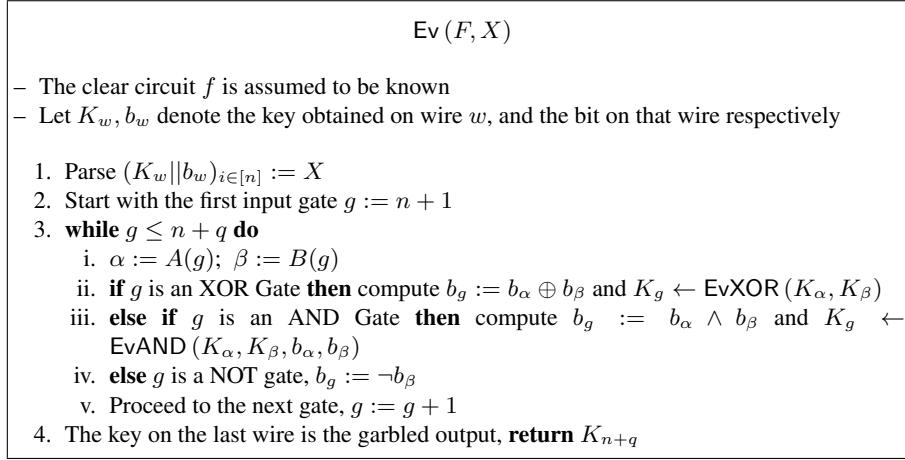 Ev (F, X)
– The clear circuit f is assumed to be known
– Let K_w, b_w denote the key obtained on wire w, and the bit on that wire respectively
1. Parse (K_w||b_w)_{i∈[n]} := X
2. Start with the first input gate g := n + 1
3. while g ≤ n + q do
i. α := A(g); β := B(g)
ii. if g is an XOR Gate then compute b_g := b_α ⊕ b_β and K_g ← EvXOR (K_α, K_β)
iii. else if g is an AND Gate then compute b_g := b_α ∧ b_β and K_g ←
EvAND (K_α, K_β, b_α, b_β)
iv. else g is a NOT gate, b_g := ¬b_β
v. Proceed to the next gate, g := g + 1
4. The key on the last wire is the garbled output, return K_{n+q}